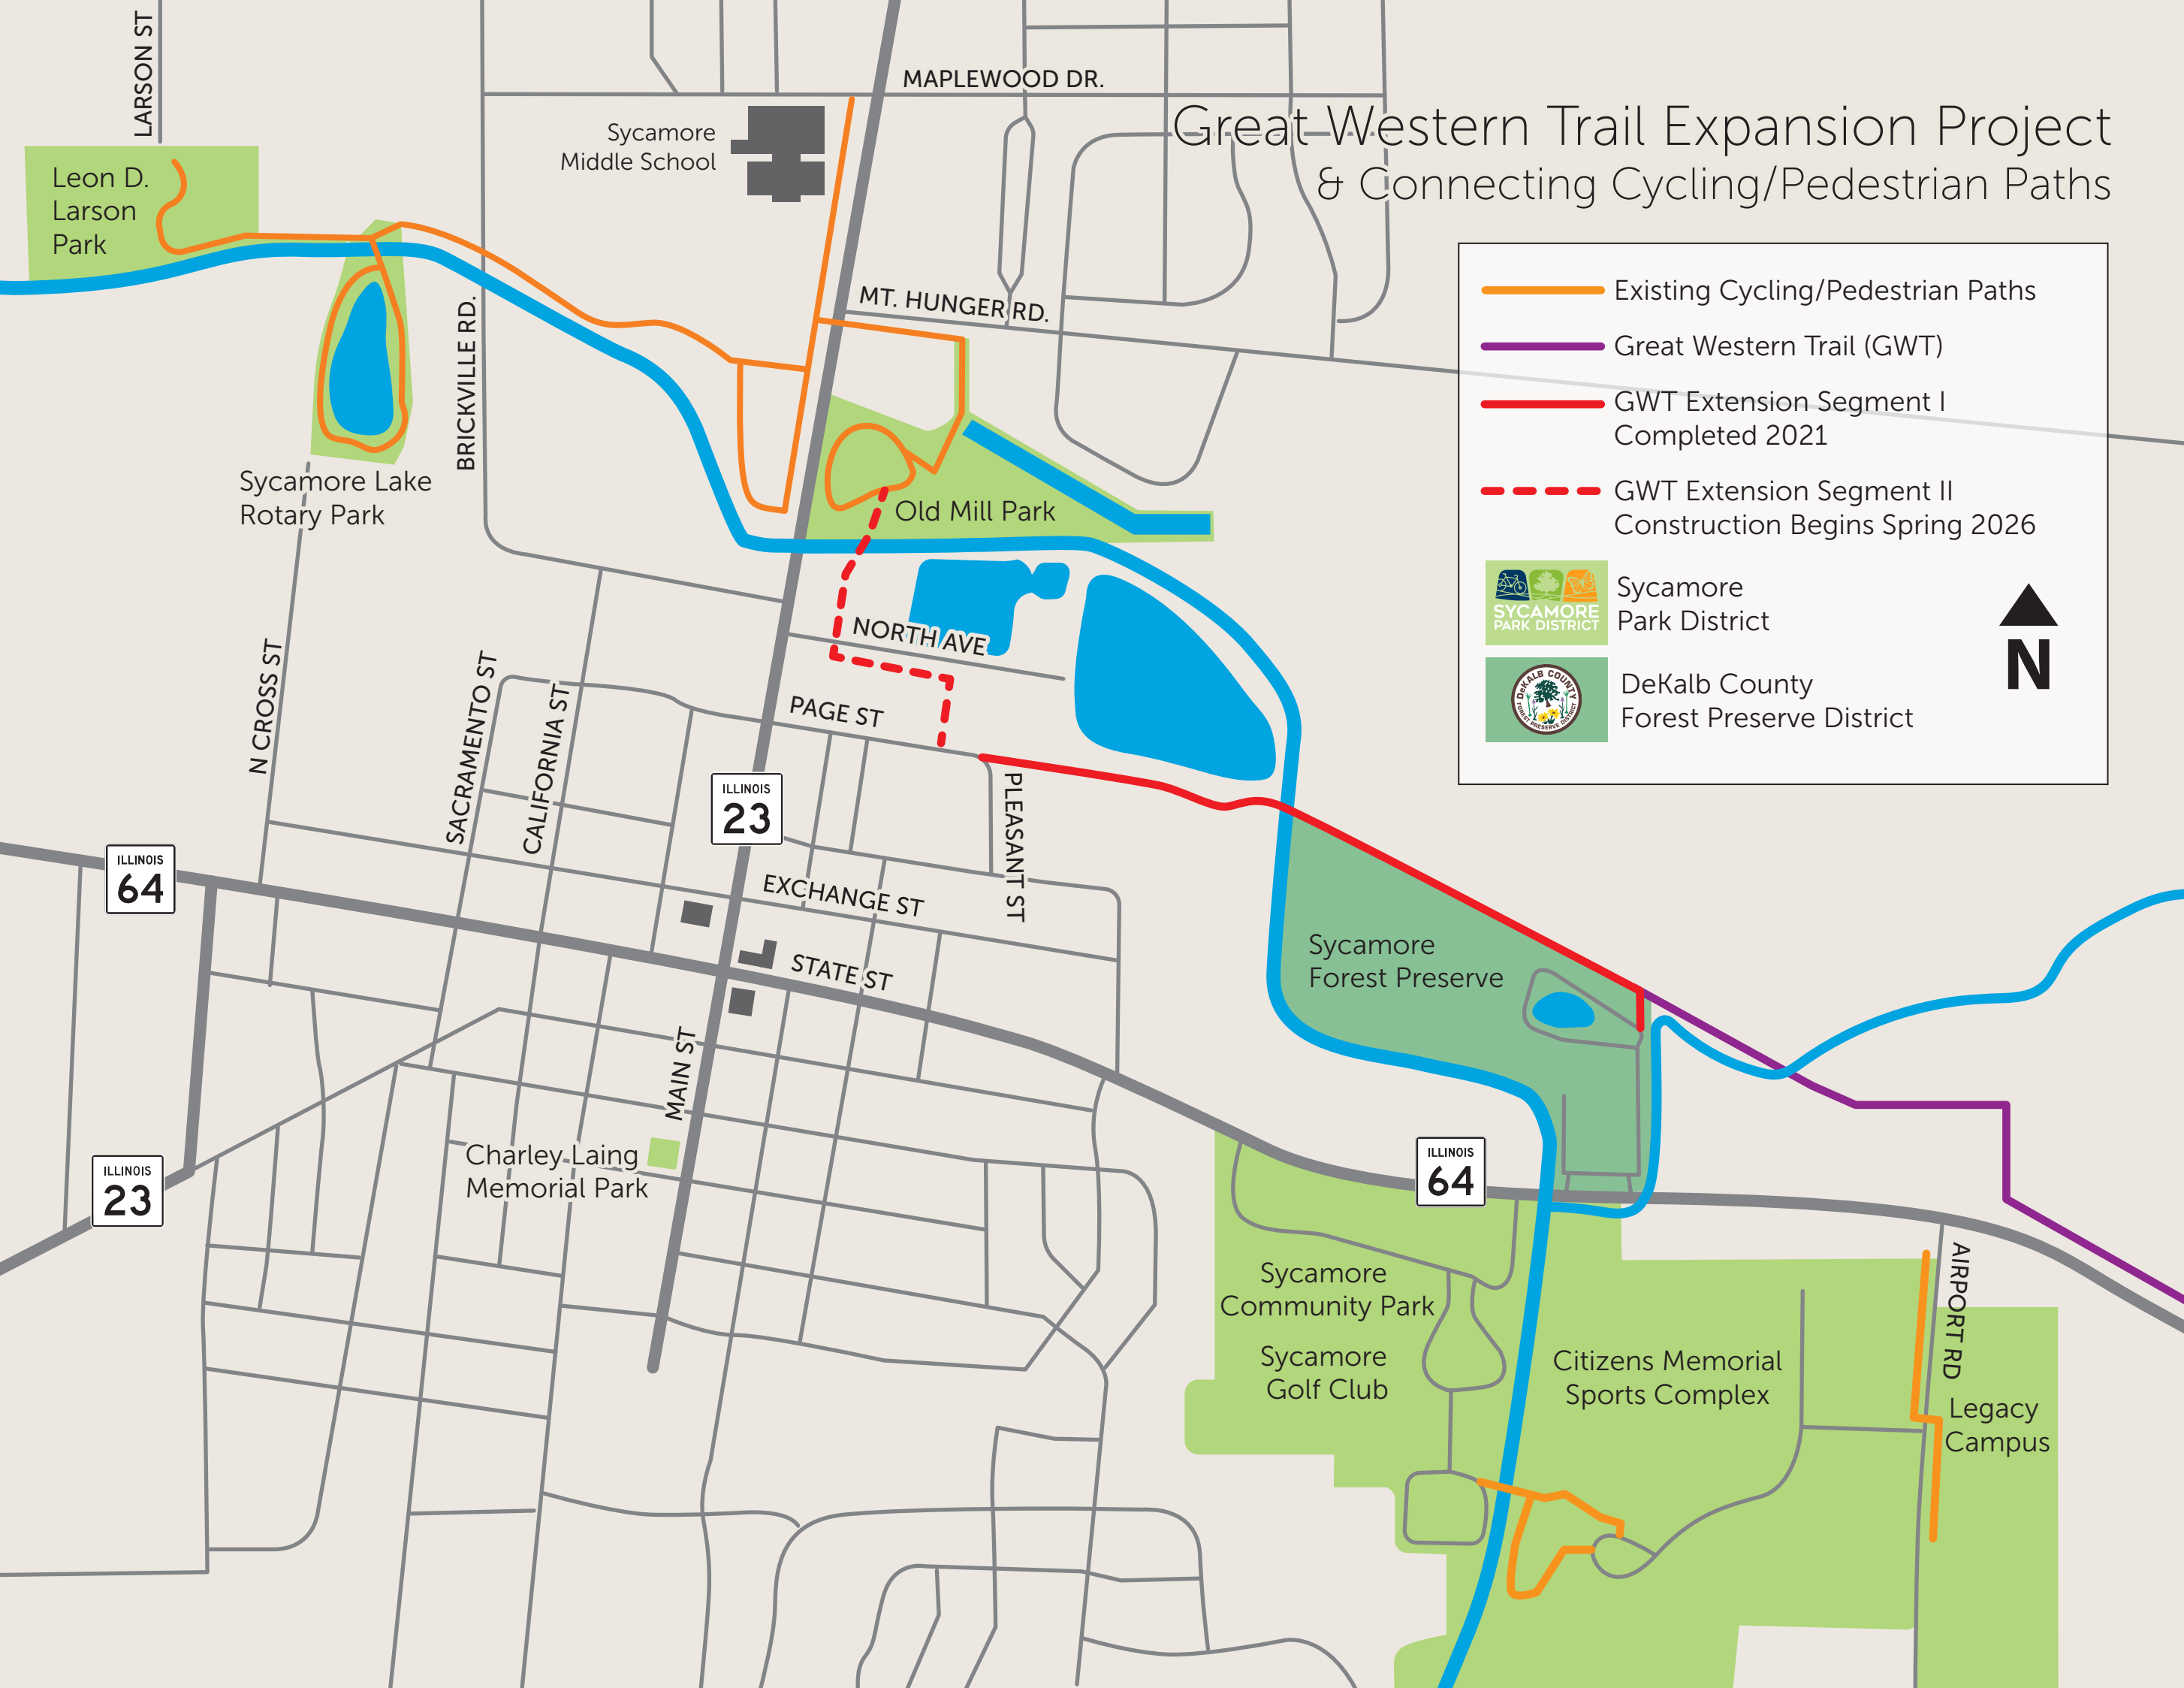 LARSON ST
MAPLEWOOD DR.
Great Western Trail Expansion Project
& Connecting Cycling/Pedestrian Paths
Sycamore
Middle School
Leon D.
Larson
Park
MT. HUNGER RD.
BRICKVILLE RD.
Existing Cycling/Pedestrian Paths
Great Western Trail (GWT)
GWT Extension Segment I
Completed 2021
GWT Extension Segment II
Construction Begins Spring 2026
SYCAMORE
PARK DISTRICT
Sycamore
Park District
DEKALB COUNTY
FOREST PRESERVE DISTRICT
DeKalb County
Forest Preserve District
N
Sycamore Lake
Rotary Park
Old Mill Park
NORTH AVE
N CROSS ST
SACRAMENTO ST
CALIFORNIA ST
PAGE ST
PLEASANT ST
ILLINOIS
23
ILLINOIS
64
EXCHANGE ST
STATE ST
Sycamore
Forest Preserve
MAIN ST
Charley Laing
Memorial Park
ILLINOIS
23
ILLINOIS
64
AIRPORT RD
Sycamore
Community Park
Sycamore
Golf Club
Citizens Memorial
Sports Complex
Legacy
Campus